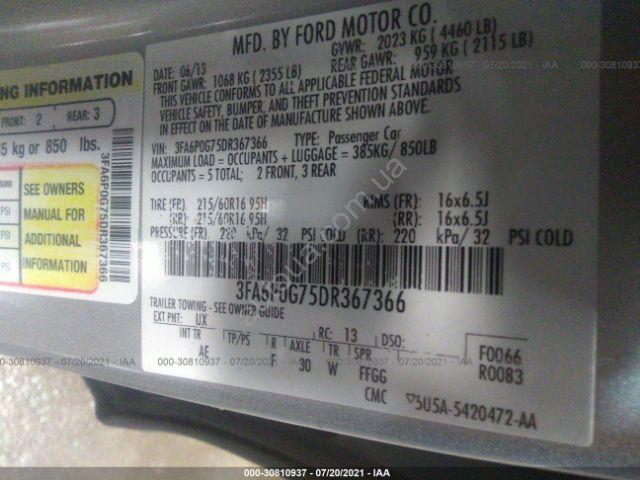 000-30810937 - 07/20/2021 - IAA
MFD. BY FORD MOTOR CO.
06/13
GVWR: 2023 KG ( 4460 LB)
FRONT GAWR: 1068 KG ( 2355 LB)
REAR GAWR: 959 KG ( 2115 LB)
THIS VEHICLE CONFORMS TO ALL APPLICABLE FEDERAL MOTOR
VEHICLE SAFETY, BUMPER, AND THEFT PREVENTION STANDARDS
IN EFFECT ON THE DATE OF MANUFACTURE SHOWN ABOVE.
VIN: 3FA6P0G75DR367366 TYPE: Passenger Car
MAXIMUM LOAD = OCCUPANTS + LUGGAGE = 385KG/ 850LB
OCCUPANTS = 5 TOTAL; 2 FRONT, 3 REAR
TIRE (FR): 215/60R16 95H RIMS (FR): 16x6.5J
(RR): 215/60R16 95H (RR): 16x6.5J
PRESSURE (FR): 220 kPa/ 32 PSI COLD (RR): 220 kPa/ 32 PSI COLD
3FA6P0G75DR367366
TRAILER TOWING - SEE OWNER GUIDE
EXT PNT: UX RC: 13 DSO:
INT TR TP/PS R AXLE TR SPR F0066
AE F 30 W FFGG R0083
CMC 5U5A-5420472-AA
NG INFORMATION
FRONT: 2 REAR: 3
5 kg or 850 lbs.
SEE OWNERS
MANUAL FOR
ADDITIONAL
INFORMATION
PSI
PSI
PSI
3FA6P0G75DR367366
000-30810937 - 07/20/2021 - IAA
000-30810937 - 07/20/2021 - IAA
000-30810937 - 07/20/2021 - IAA